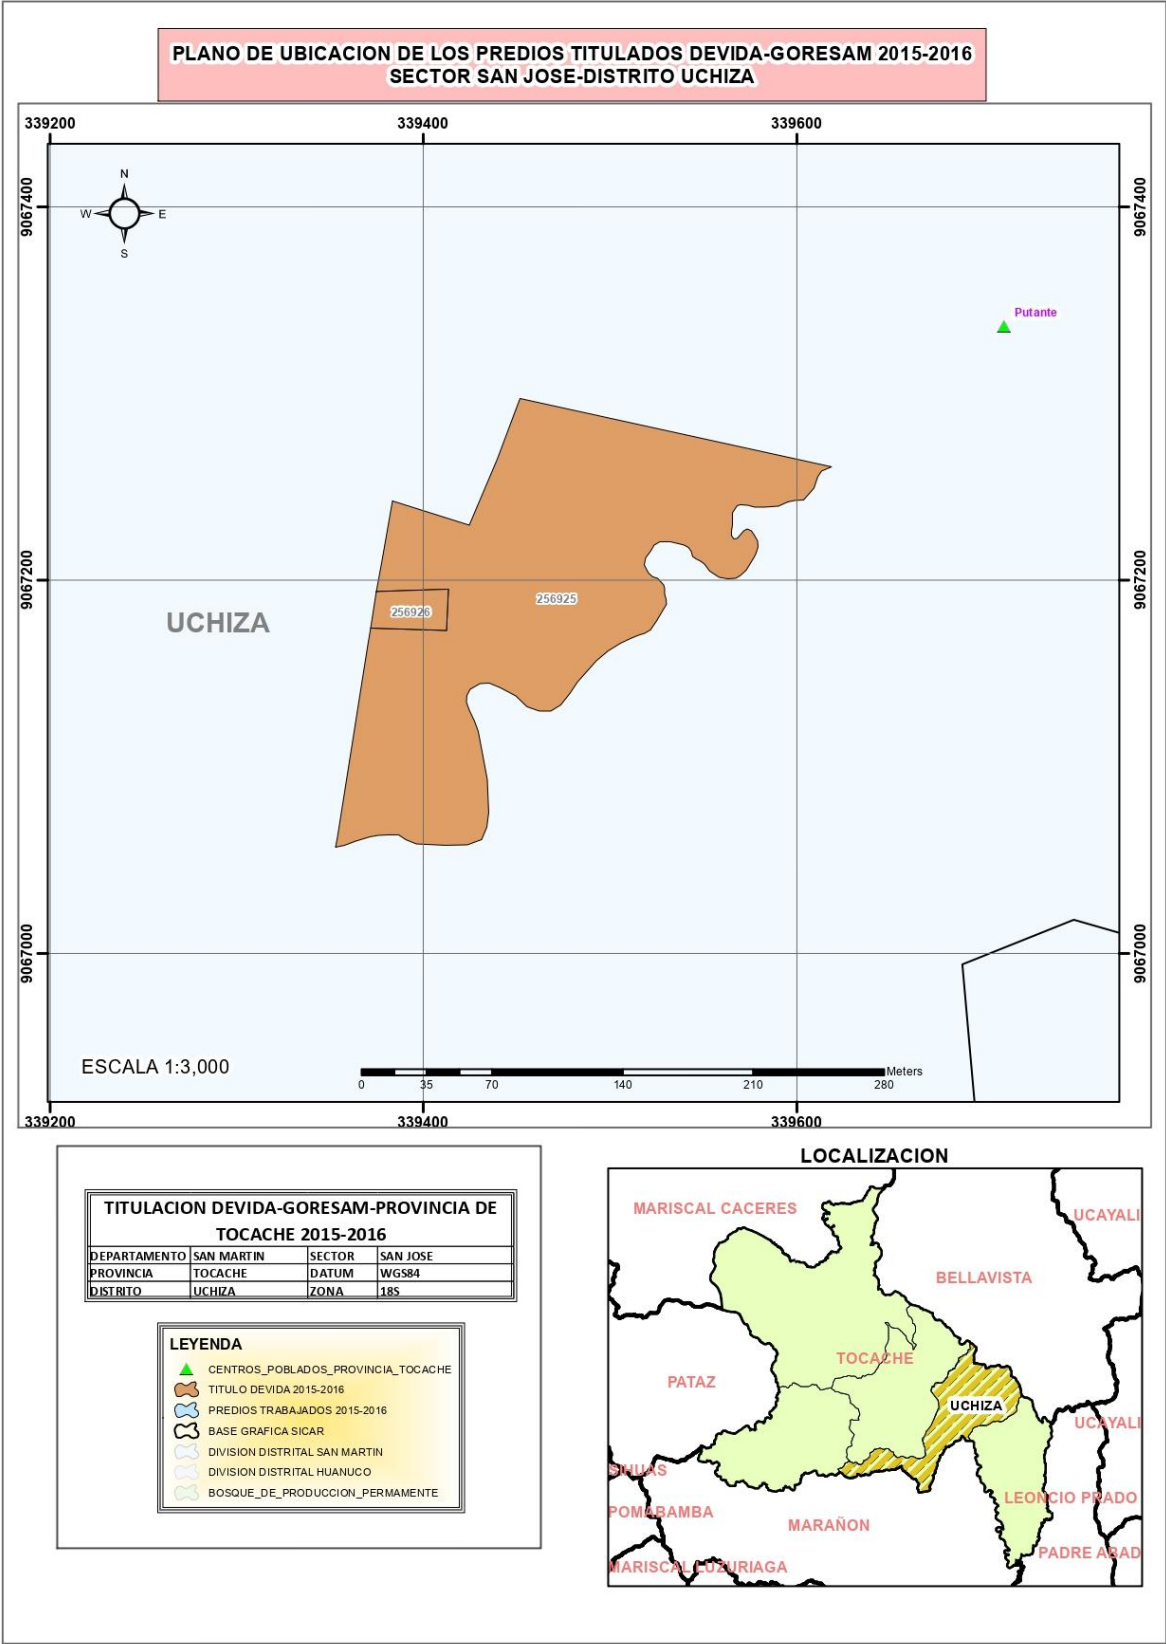 PLANO DE UBICACION DE LOS PREDIOS TITULADOS DEVIDA-GORESAM 2015-2016
SECTOR SAN JOSE-DISTRITO UCHIZA
339200 339400 339600
N
W E
S
9067400 9067400
Putante
9067200 9067200
256925
256926
UCHIZA
9067000 9067000
ESCALA 1:3,000
Meters
0 35 70 140 210 280
339200 339400 339600
TITULACION DEVIDA-GORESAM-PROVINCIA DE
TOCACHE 2015-2016
DEPARTAMENTO SAN MARTIN SECTOR SAN JOSE
PROVINCIA TOCACHE DATUM WGS84
DISTRITO UCHIZA ZONA 18S
LEYENDA
CENTROS_POBLADOS_PROVINCIA_TOCACHE
TITULO DEVIDA 2015-2016
PREDIOS TRABAJADOS 2015-2016
BASE GRAFICA SICAR
DIVISION DISTRITAL SAN MARTIN
DIVISION DISTRITAL HUANUCO
BOSQUE_DE_PRODUCCION_PERMAMENTE
LOCALIZACION
MARISCAL CACERES
UCAYALI
BELLAVISTA
TOCACHE
PATAZ
UCHIZA
UCAYALI
SIHUAS
LEONCIO PRADO
POMABAMBA
MARAÑON
PADRE ABAD
MARISCAL LUZURIAGA